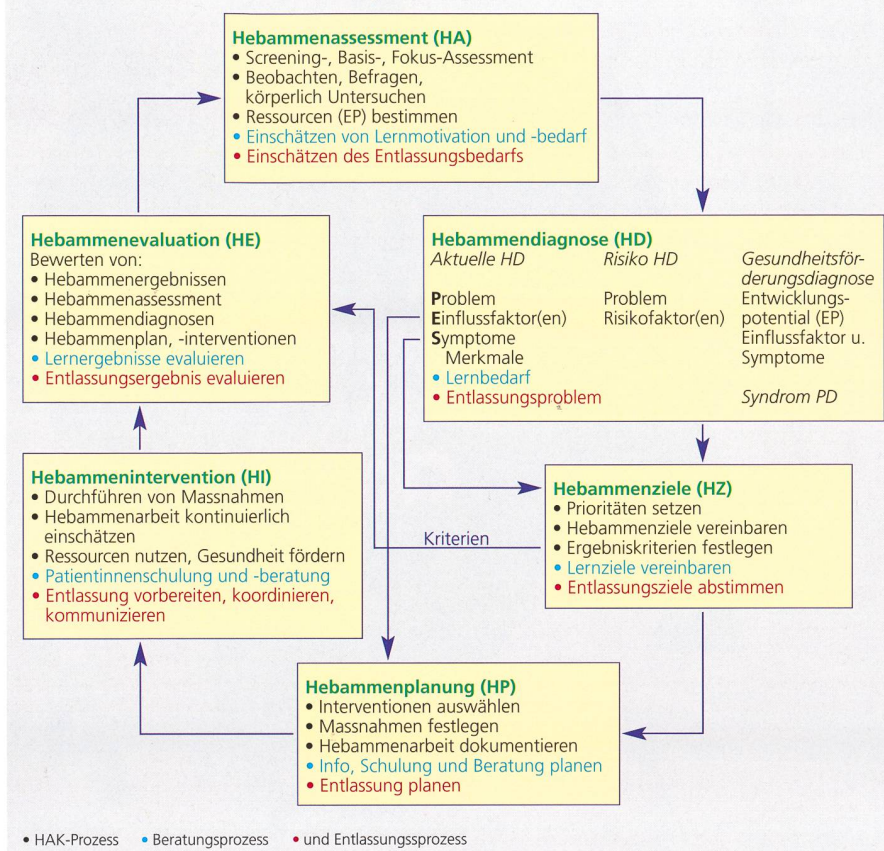 Hebammenassessment (HA)
• Screening-, Basis-, Fokus-Assessment
• Beobachten, Befragen,
körperlich Untersuchen
• Ressourcen (EP) bestimmen
• Einschätzen von Lernmotivation und -bedarf
• Einschätzen des Entlassungsbedarfs
Hebammenevaluation (HE)
Bewerten von:
• Hebammenergebnissen
• Hebammenassessment
• Hebammendiagnosen
• Hebammenplan, -interventionen
• Lernergebnisse evaluieren
• Entlassungsergebnis evaluieren
Hebammendiagnose (HD)
Aktuelle HD
Problem
Einflussfaktor(en)
Symptome
Merkmale
• Lernbedarf
• Entlassungsproblem
Risiko HD
Problem
Risikofaktor(en)
Gesundheitsför-
derungsdiagnose
Entwicklungs-
potential (EP)
Einflussfaktor u.
Symptome
Syndrom PD
Hebammenintervention (HI)
• Durchführen von Massnahmen
• Hebammenarbeit kontinuierlich
einschätzen
• Ressourcen nutzen, Gesundheit fördern
• Patientinnenschulung und -beratung
• Entlassung vorbereiten, koordinieren,
kommunizieren
Kriterien
Hebammenziele (HZ)
• Prioritäten setzen
• Hebammenziele vereinbaren
• Ergebniskriterien festlegen
• Lernziele vereinbaren
• Entlassungsziele abstimmen
Hebammenplanung (HP)
• Interventionen auswählen
• Massnahmen festlegen
• Hebammenarbeit dokumentieren
• Info, Schulung und Beratung planen
• Entlassung planen
• HAK-Prozess • Beratungsprozess • und Entlassungssprozess